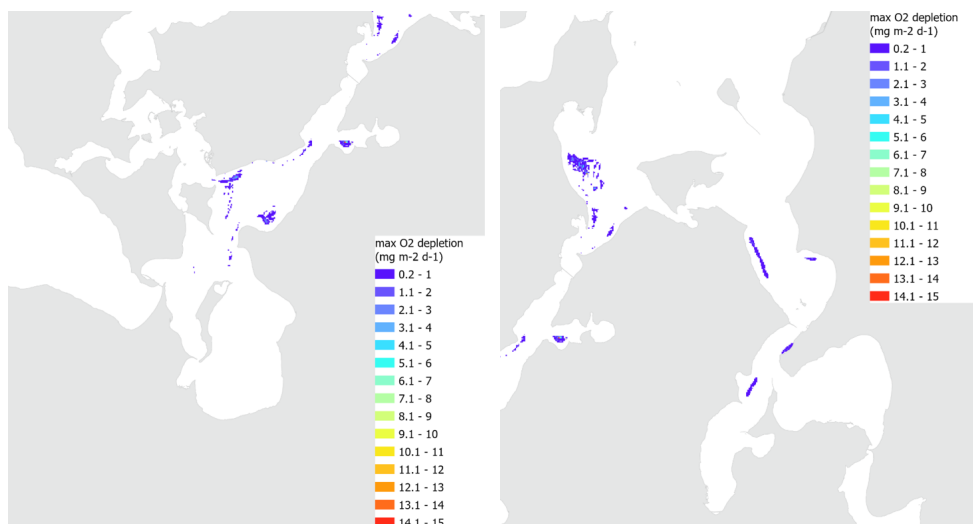 max O2 depletion
(mg m-2 d-1)
0.2 - 1
1.1 - 2
2.1 - 3
3.1 - 4
4.1 - 5
5.1 - 6
6.1 - 7
7.1 - 8
8.1 - 9
9.1 - 10
10.1 - 11
11.1 - 12
12.1 - 13
13.1 - 14
14.1 - 15
max O2 depletion
(mg m-2 d-1)
0.2 - 1
1.1 - 2
2.1 - 3
3.1 - 4
4.1 - 5
5.1 - 6
6.1 - 7
7.1 - 8
8.1 - 9
9.1 - 10
10.1 - 11
11.1 - 12
12.1 - 13
13.1 - 14
14.1 - 15